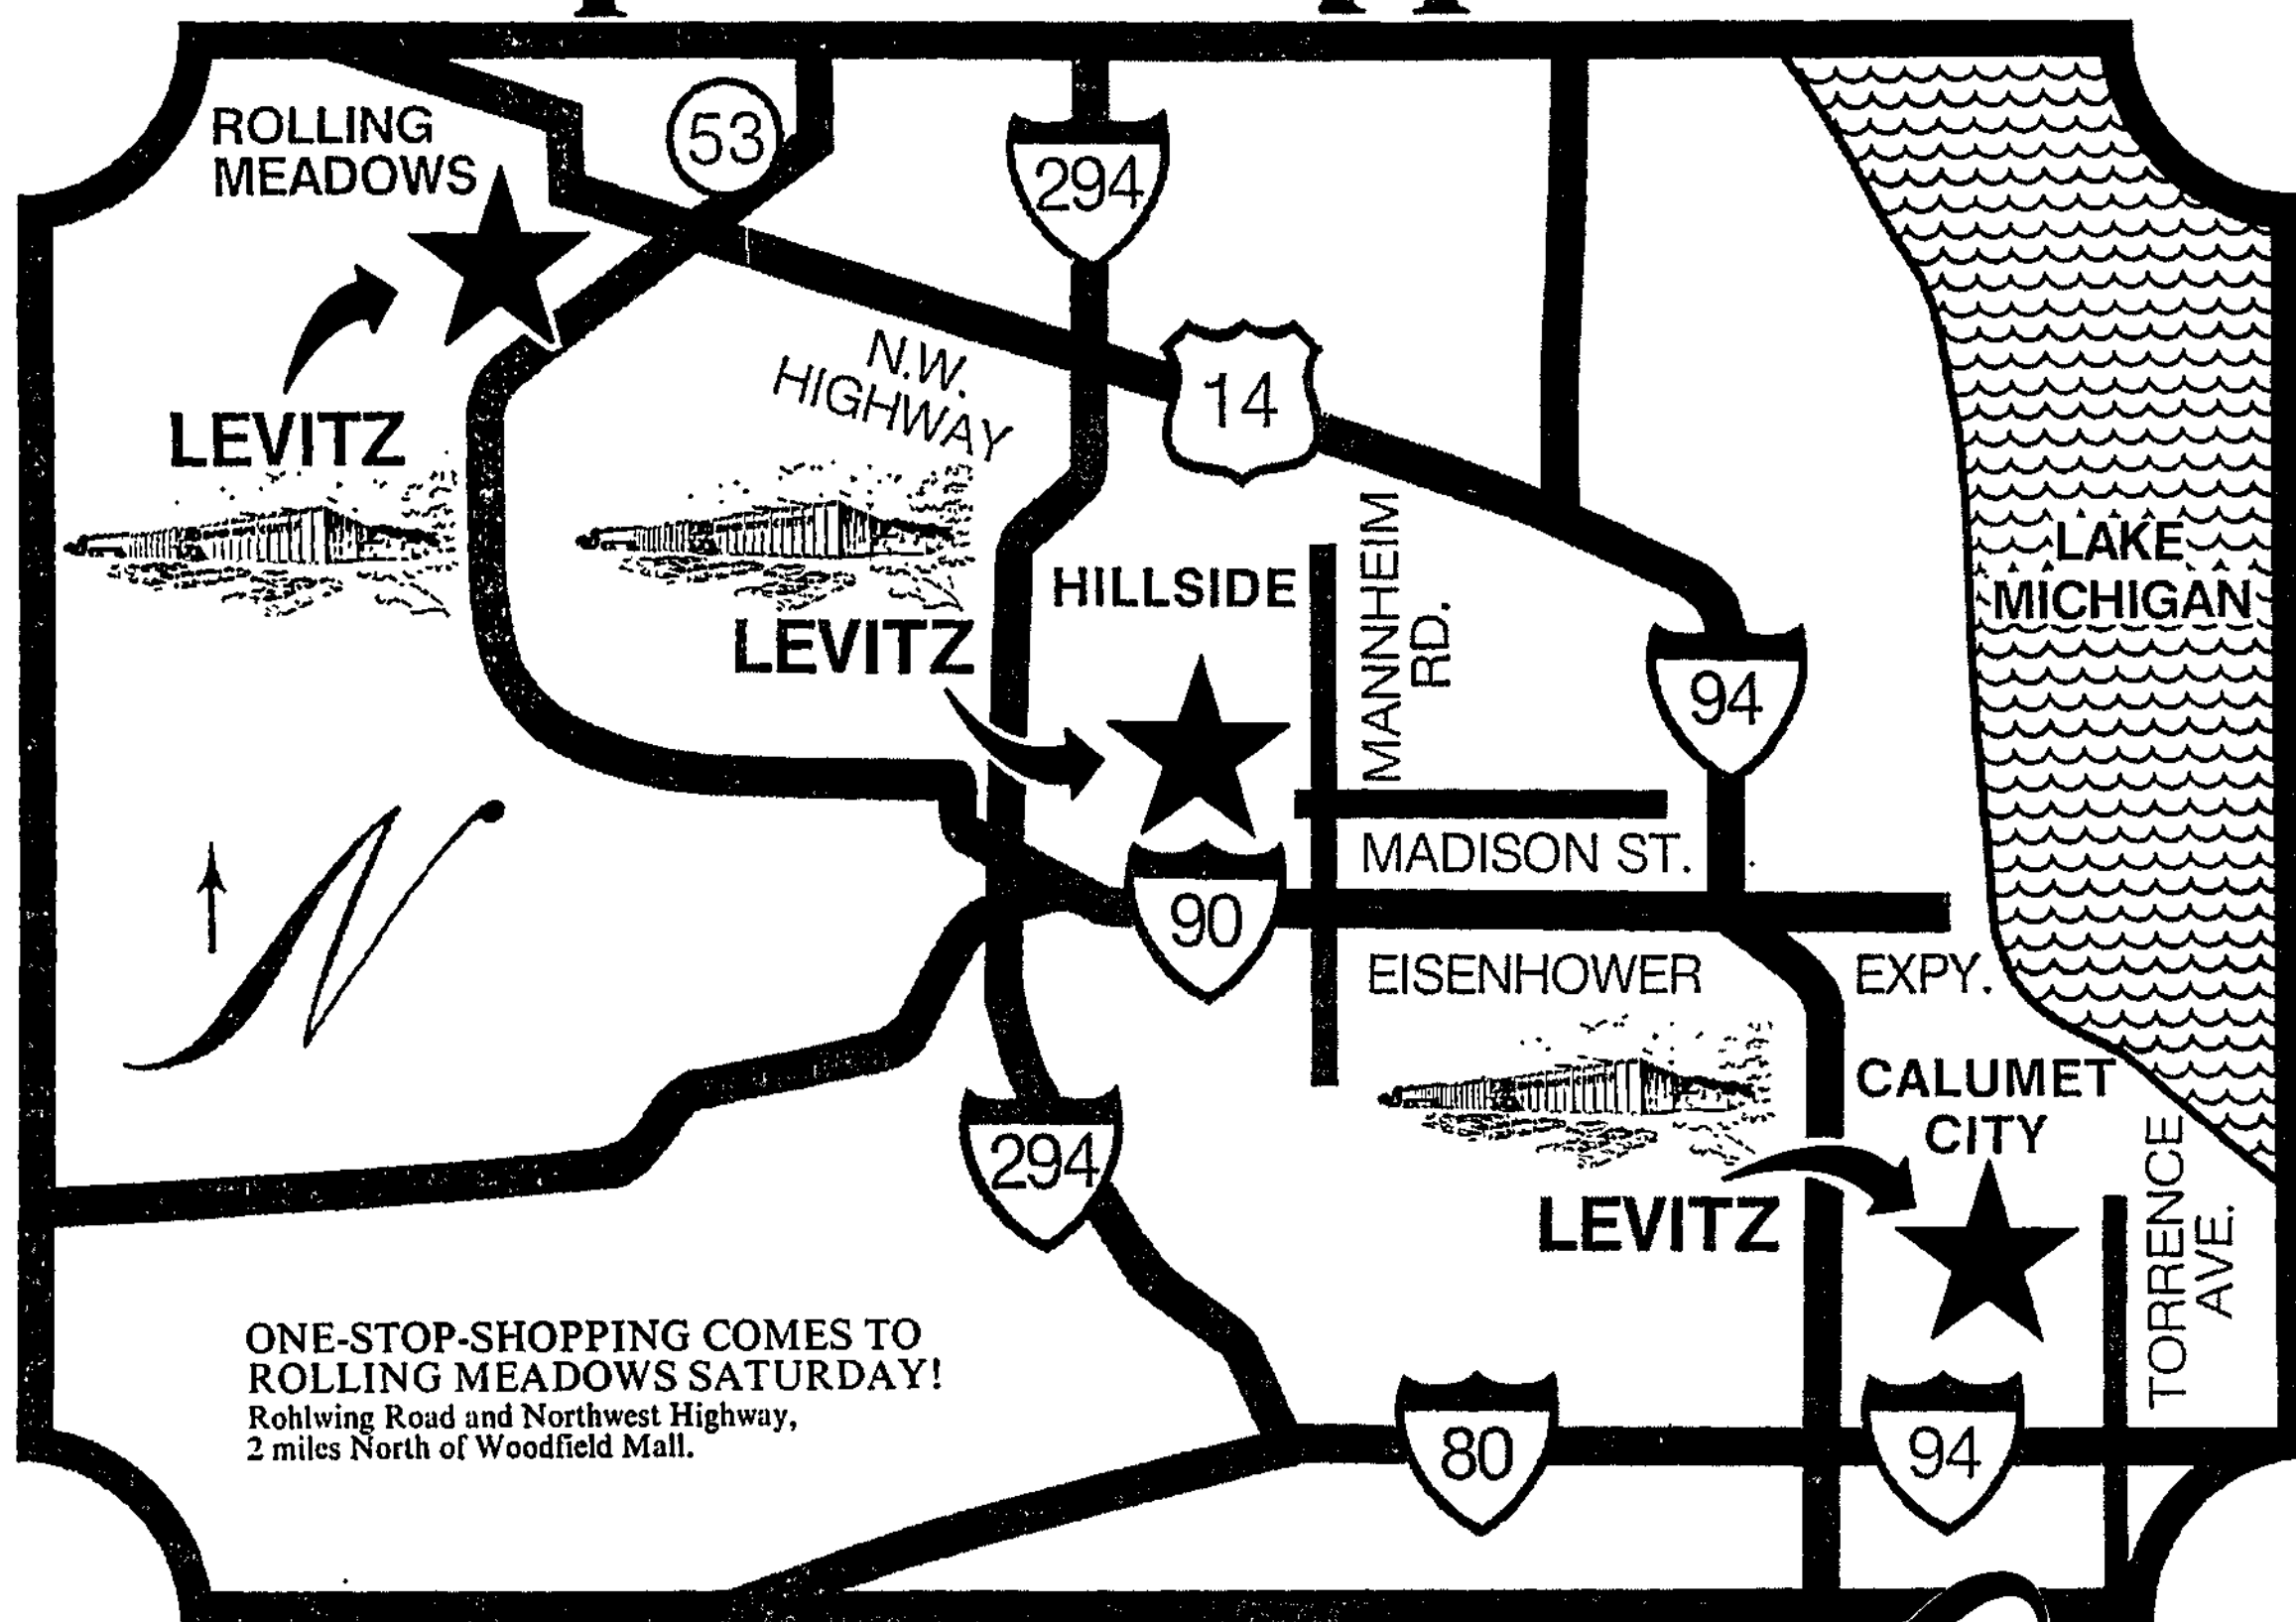 ROLLING
MEADOWS
53
294
LEVITZ
N.W.
HIGHWAY
14
HILLSIDE
MANNHEIM
RD.
LAKE
MICHIGAN
LEVITZ
94
MADISON ST.
N
90
EISENHOWER EXPY.
CALUMET
CITY
294
LEVITZ
TORRENCE
AVE.
ONE-STOP-SHOPPING COMES TO
ROLLING MEADOWS SATURDAY!
Rohlwing Road and Northwest Highway,
2 miles North of Woodfield Mall.
80
94